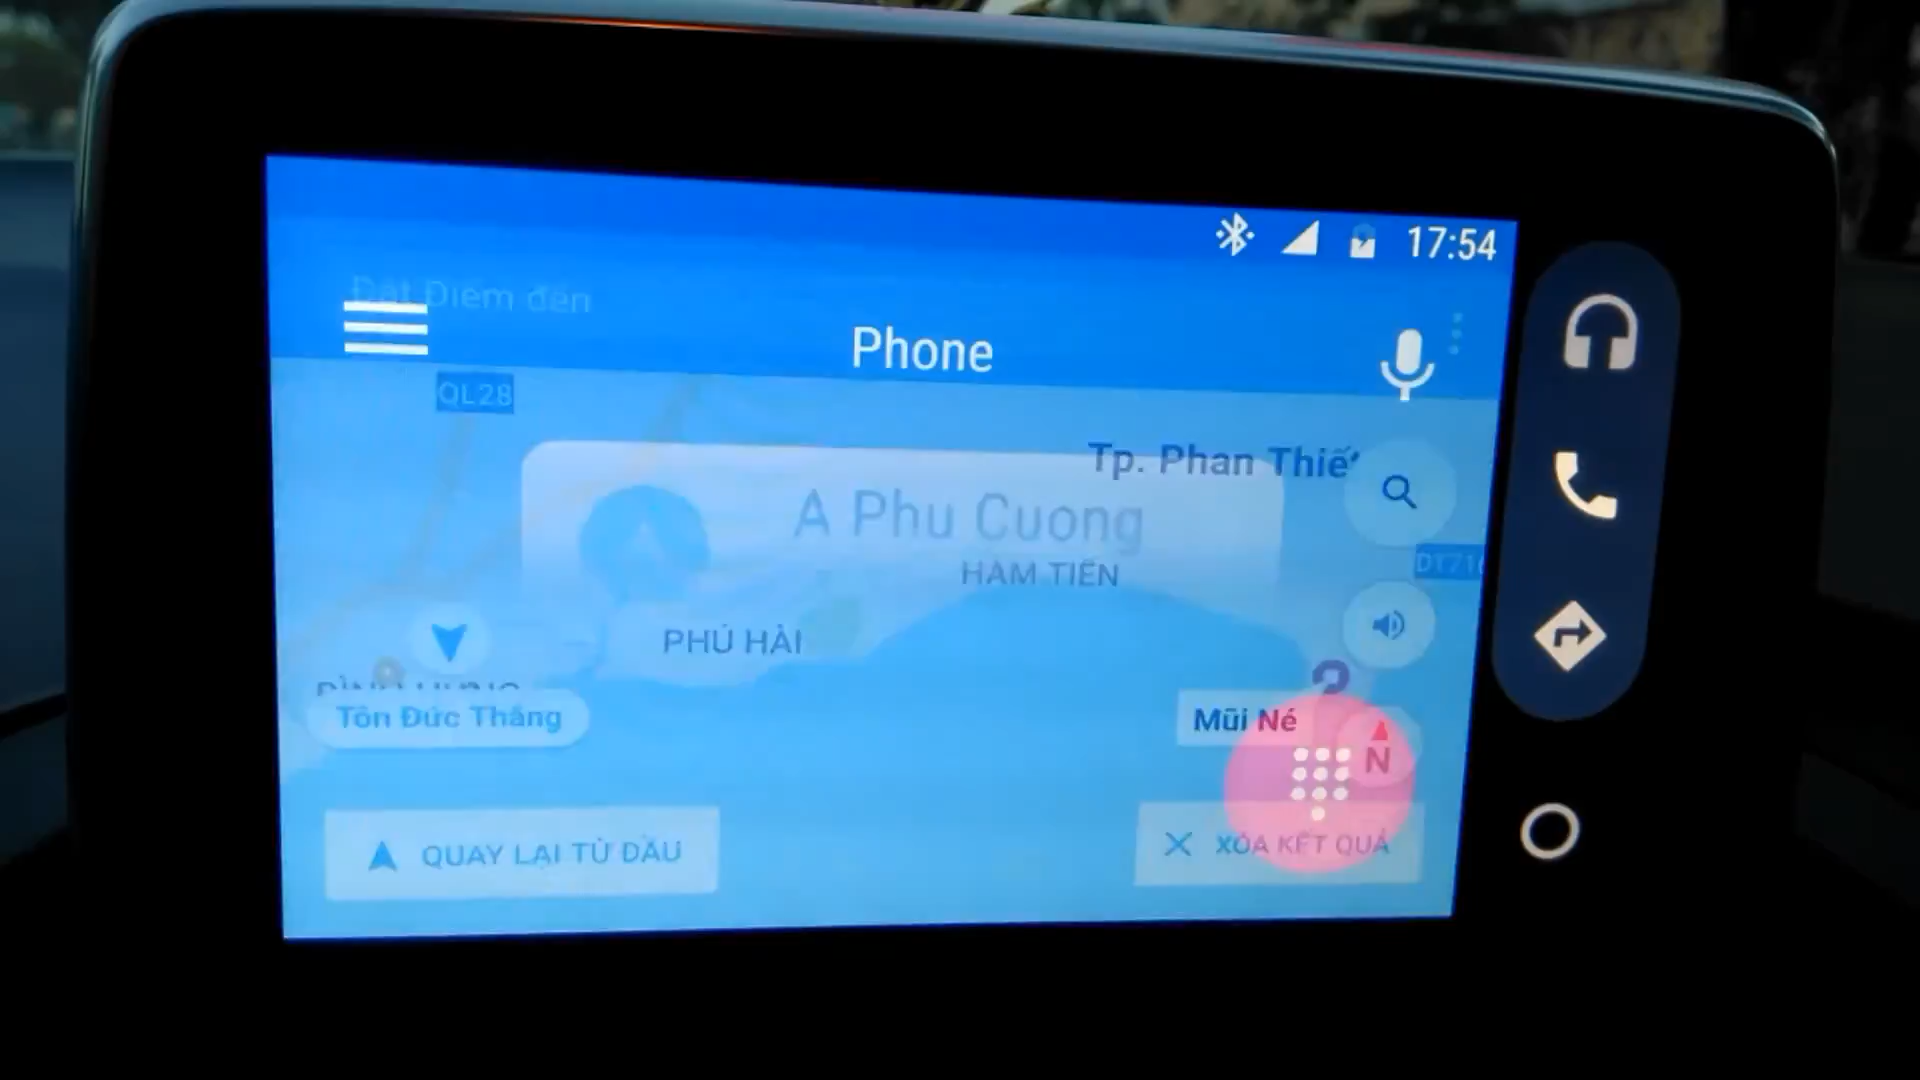 17:54
Đặt Điểm đến
Phone
QL28
Tp. Phan Thiết
A Phu Cuong
HÀM TIẾN
PHÚ HÀI
Tôn Đức Thắng
Mũi Né
N
QUAY LẠI TỪ ĐẦU
XÓA KẾT QUẢ